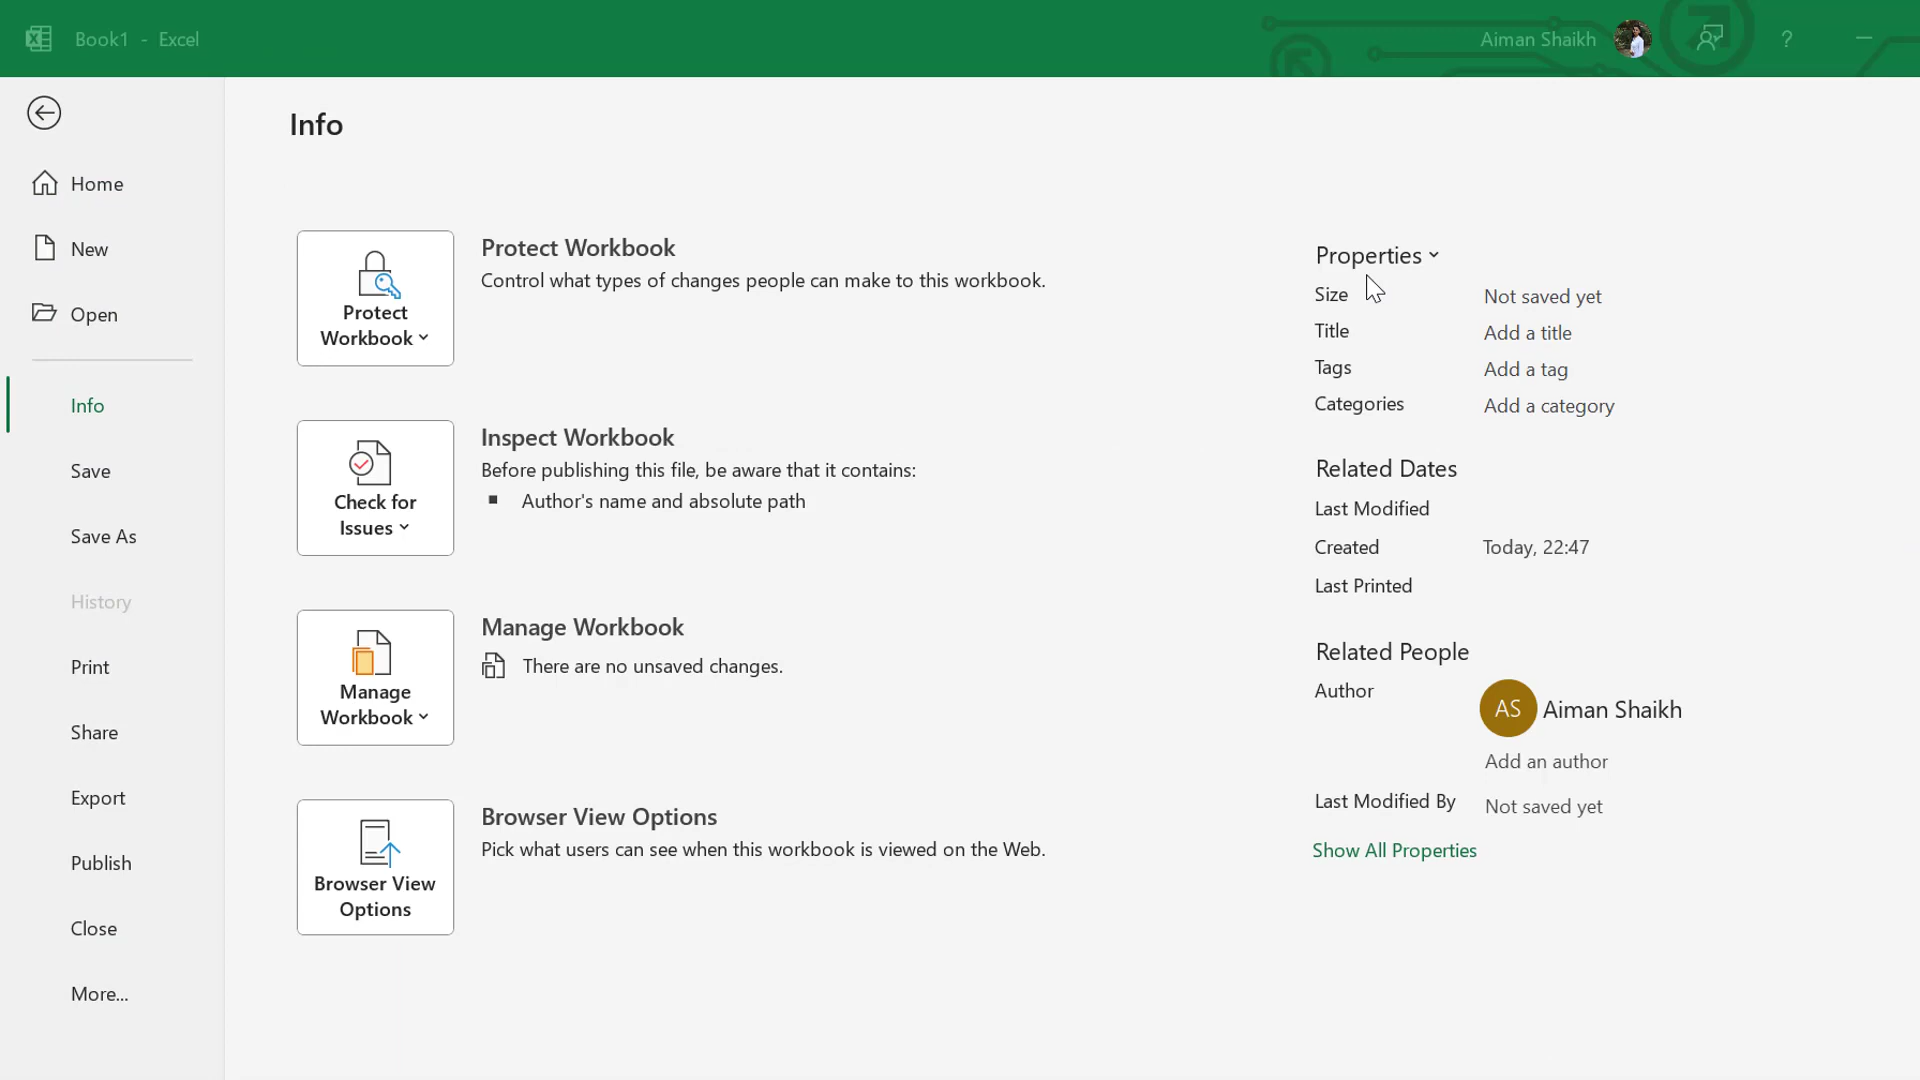 Book1 - Excel
Aiman Shaikh
?
Info
Home
New
Open
Info
Save
Save As
History
Print
Share
Export
Publish
Close
More...
Protect
Workbook
Protect Workbook
Control what types of changes people can make to this workbook.
Check for
Issues
Inspect Workbook
Before publishing this file, be aware that it contains:
Author's name and absolute path
Manage
Workbook
Manage Workbook
There are no unsaved changes.
Browser View
Options
Browser View Options
Pick what users can see when this workbook is viewed on the Web.
Properties
Size Not saved yet
Title Add a title
Tags Add a tag
Categories Add a category
Related Dates
Last Modified
Created Today, 22:47
Last Printed
Related People
Author AS Aiman Shaikh
Add an author
Last Modified By Not saved yet
Show All Properties